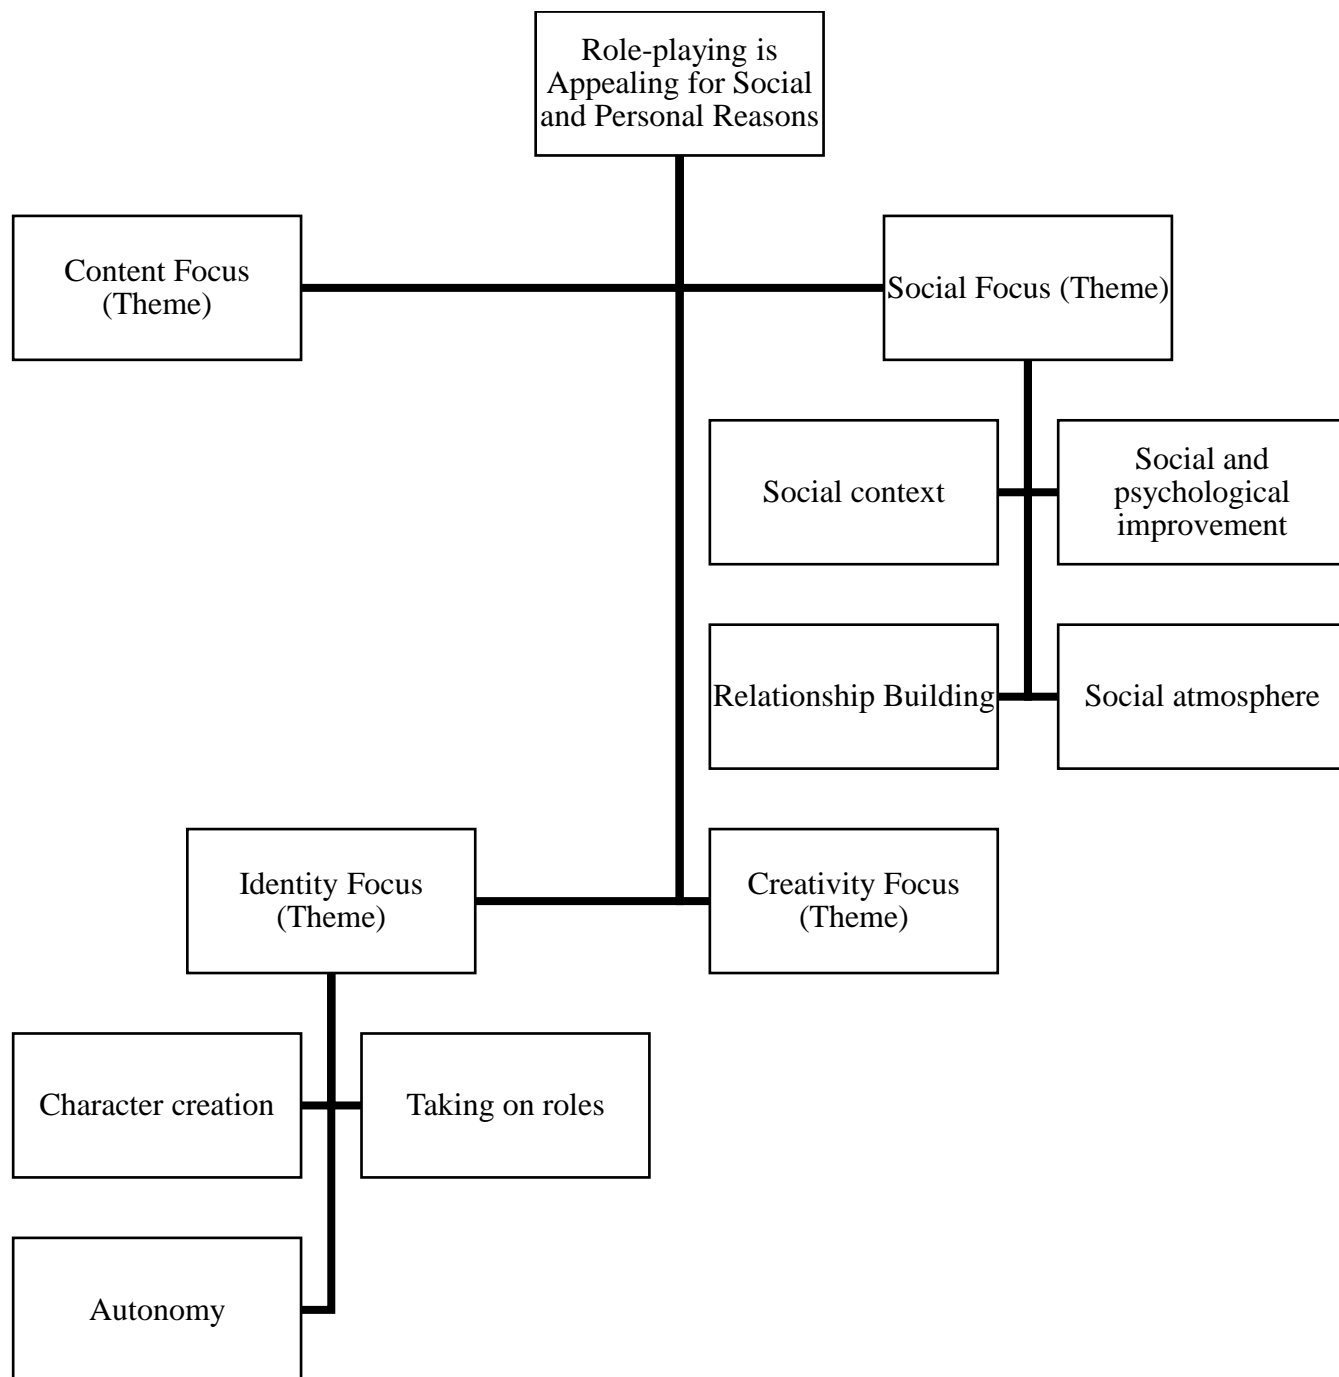 Role-playing is
Appealing for Social
and Personal Reasons
Content Focus
(Theme)
Social Focus (Theme)
Social context
Social and
psychological
improvement
Relationship Building
Social atmosphere
Identity Focus
(Theme)
Creativity Focus
(Theme)
Character creation
Taking on roles
Autonomy